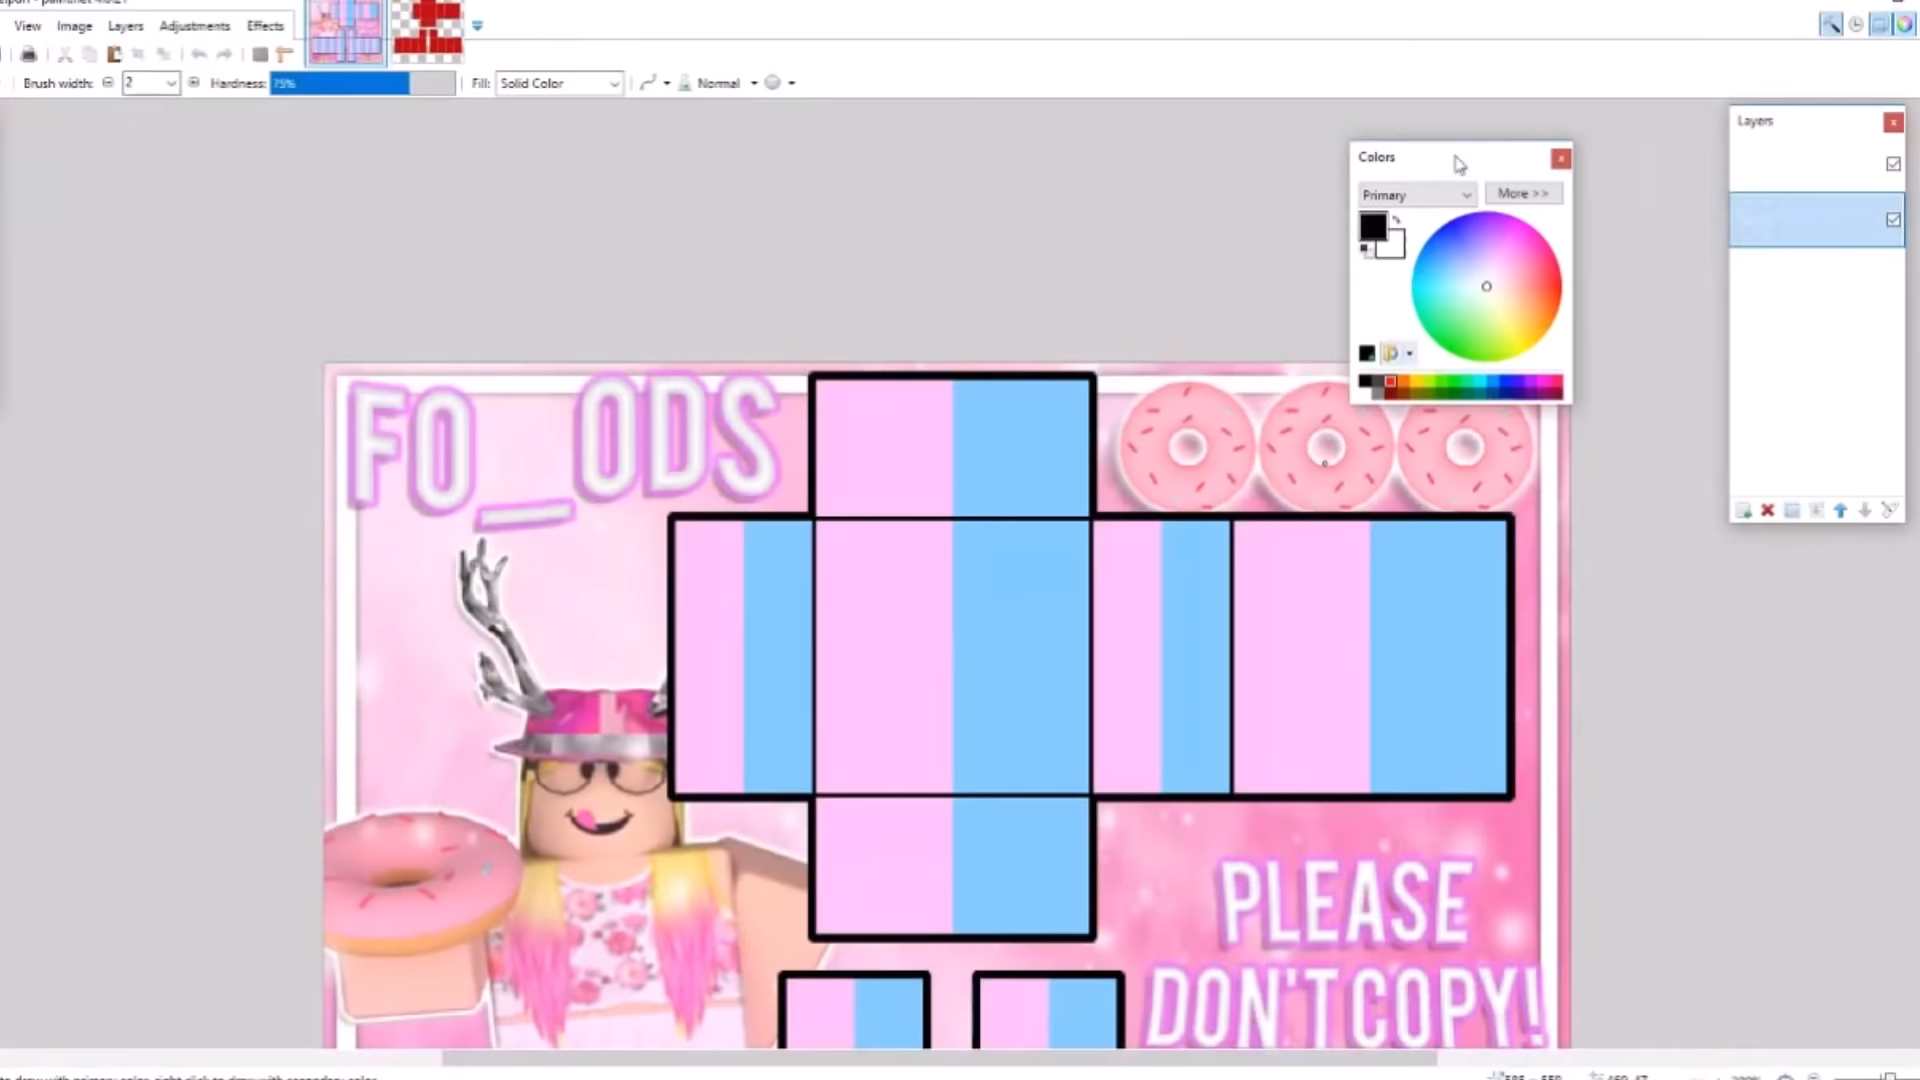 View Image Layers Adjustments Effects
Brush width: 2 Hardness: 75% Fill: Solid Color Normal
Layers
Colors
Primary More >>
FO_ODS
PLEASE
DON'T COPY!